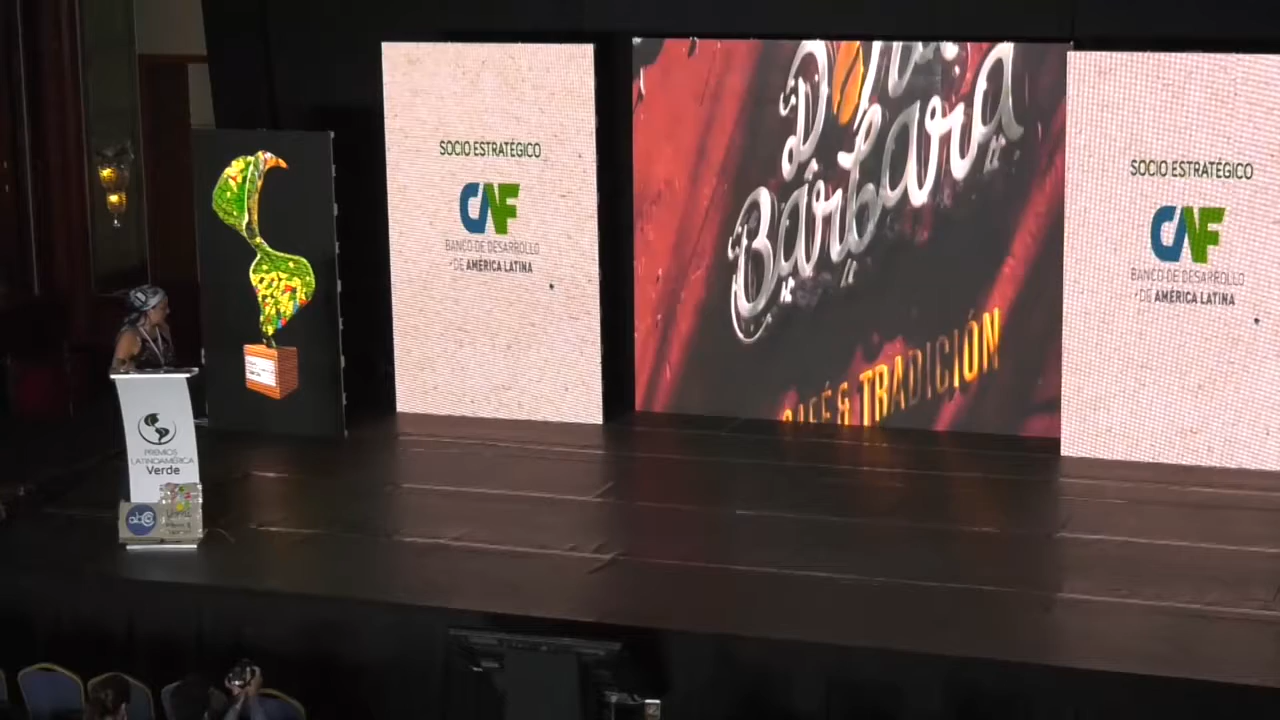 SOCIO ESTRATÉGICO
CAF
BANCO DE DESARROLLO
DE AMÉRICA LATINA
Doña
Bárbara
CAFÉ & TRADICIÓN
SOCIO ESTRATÉGICO
CAF
BANCO DE DESARROLLO
DE AMÉRICA LATINA
PREMIOS
LATINOAMÉRICA
Verde